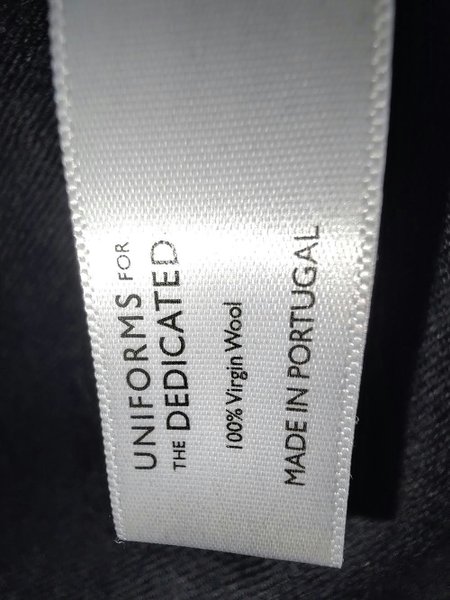 UNIFORMS FOR
THE DEDICATED
100% Virgin Wool
MADE IN PORTUGAL